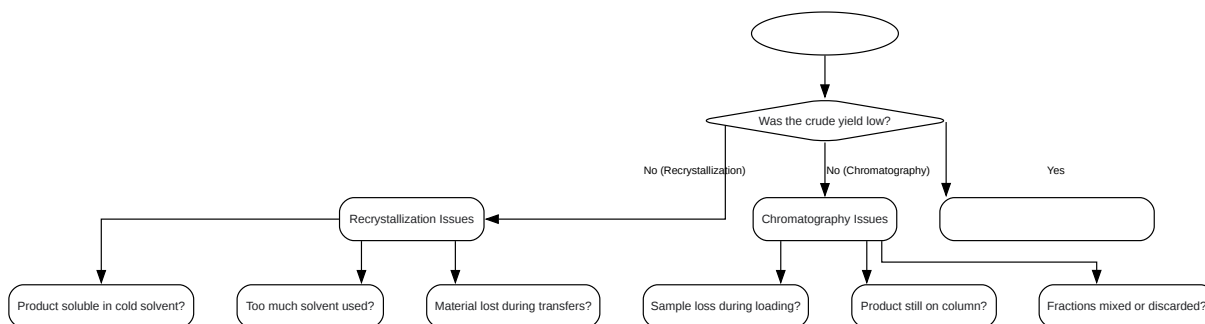 Was the crude yield low?
No (Recrystallization)
No (Chromatography)
Yes
Recrystallization Issues
Chromatography Issues
Product soluble in cold solvent?
Too much solvent used?
Material lost during transfers?
Sample loss during loading?
Product still on column?
Fractions mixed or discarded?